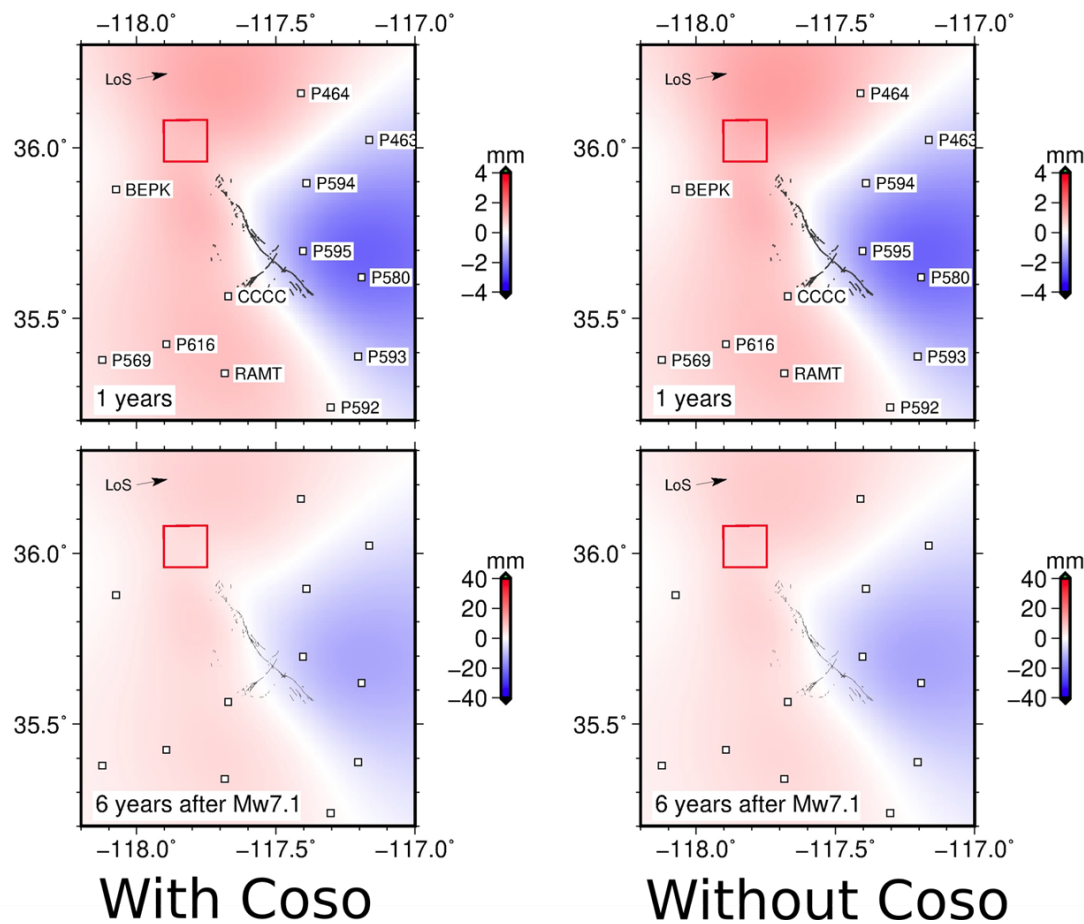 −118.0˚ −117.5˚ −117.0˚ −118.0˚ −117.5˚ −117.0˚
LoS LoS
P464 P464
36.0˚ P463 36.0˚ P463
mm mm
BEPK P594 4 BEPK P594 4
2 2
P595 0 P595 0
P580 −2 P580 −2
CCCC −4 CCCC −4
35.5˚ 35.5˚
P616 P593 P616 P593
P569 RAMT P569 RAMT
1 years P592 1 years P592
LoS LoS
36.0˚ 36.0˚
mm mm
40 40
20 20
0 0
−20 −20
−40 −40
35.5˚ 35.5˚
6 years after Mw7.1 6 years after Mw7.1
−118.0˚ −117.5˚ −117.0˚ −118.0˚ −117.5˚ −117.0˚
With Coso Without Coso